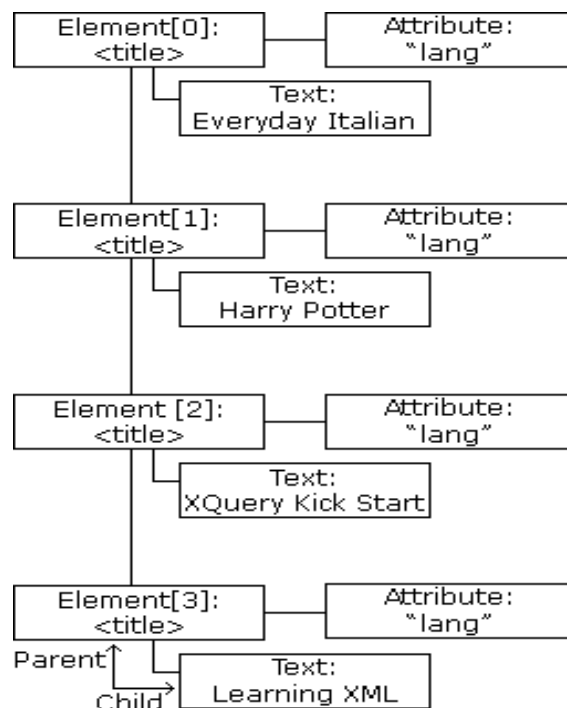 Element[0]:
<title>
Attribute:
“lang”
Text:
Everyday Italian
Element[1]:
<title>
Attribute:
“lang”
Text:
Harry Potter
Element [2]:
<title>
Attribute:
“lang”
Text:
XQuery Kick Start
Element[3]:
<title>
Attribute:
“lang”
Parent
Child
Text:
Learning XML